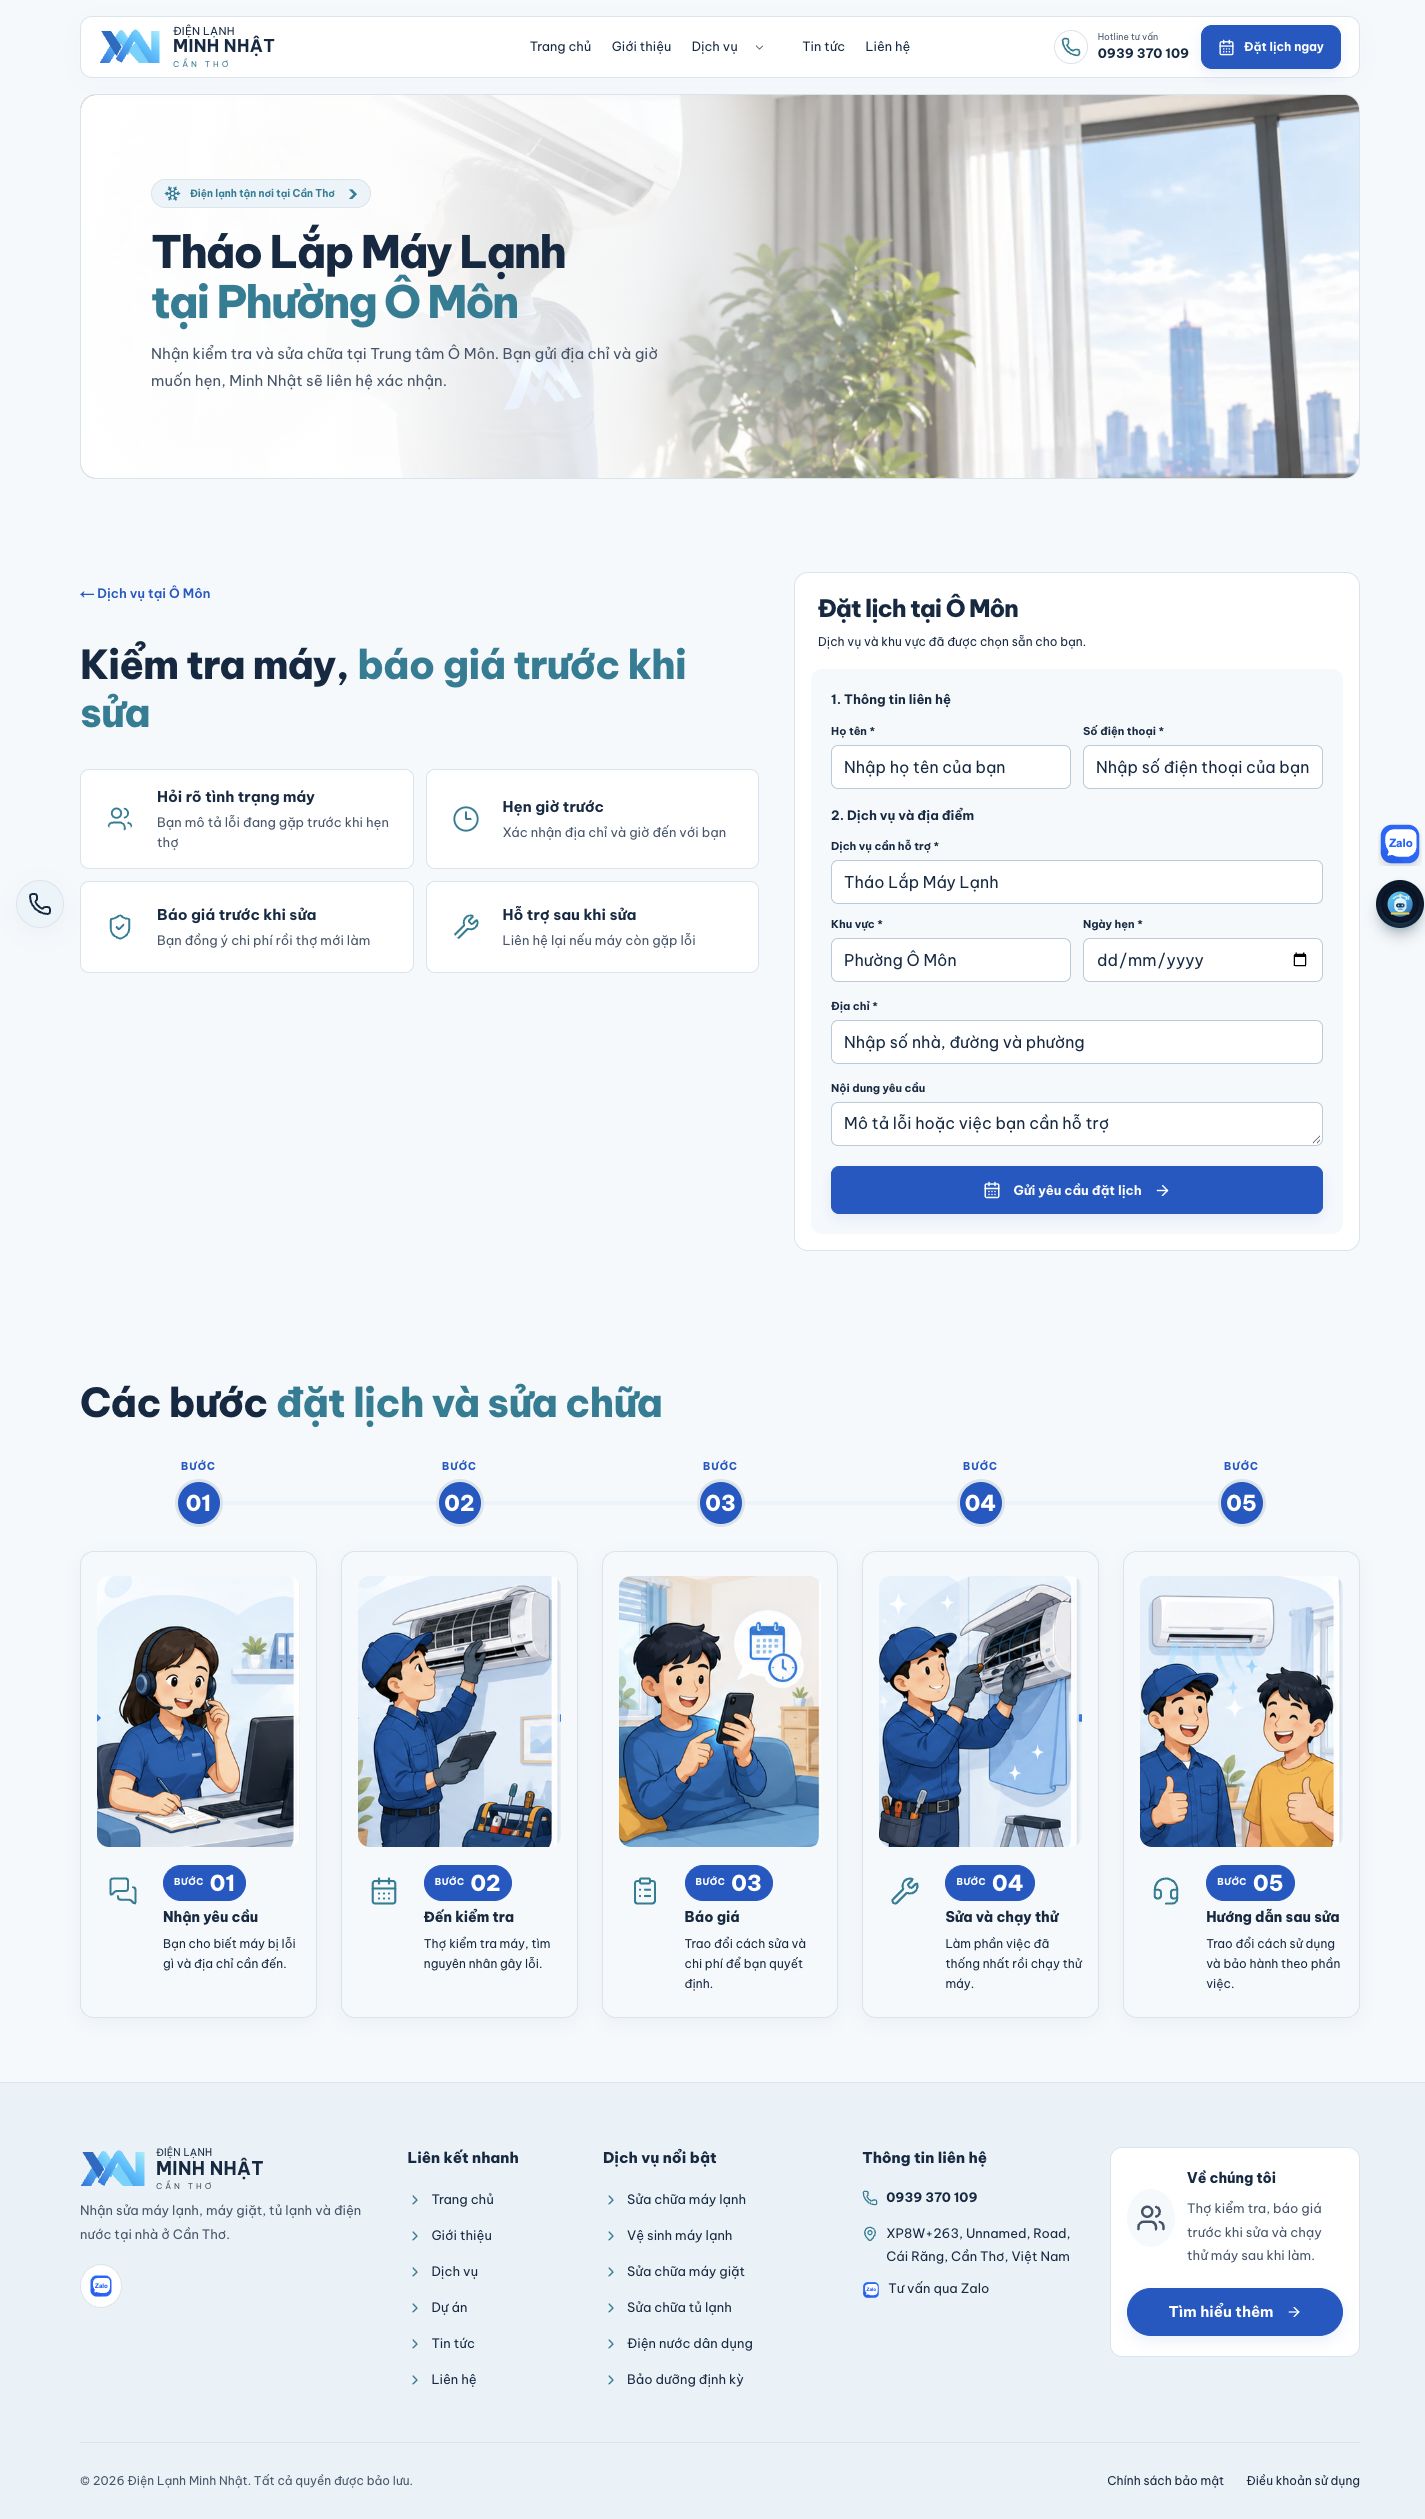 ĐIỆN LẠNH
MINH NHẬT
CẦN THƠ
Trang chủ
Giới thiệu
Dịch vụ
Tin tức
Liên hệ
Hotline tư vấn
0939 370 109
Đặt lịch ngay
Điện lạnh tận nơi tại Cần Thơ
Tháo Lắp Máy Lạnh
tại Phường Ô Môn
Nhận kiểm tra và sửa chữa tại Trung tâm Ô Môn. Bạn gửi địa chỉ và giờ
muốn hẹn, Minh Nhật sẽ liên hệ xác nhận.
← Dịch vụ tại Ô Môn
Kiểm tra máy, báo giá trước khi
sửa
Hỏi rõ tình trạng máy
Bạn mô tả lỗi đang gặp trước khi hẹn
thợ
Hẹn giờ trước
Xác nhận địa chỉ và giờ đến với bạn
Báo giá trước khi sửa
Bạn đồng ý chi phí rồi thợ mới làm
Hỗ trợ sau khi sửa
Liên hệ lại nếu máy còn gặp lỗi
Đặt lịch tại Ô Môn
Dịch vụ và khu vực đã được chọn sẵn cho bạn.
1. Thông tin liên hệ
Họ tên *
Số điện thoại *
Nhập họ tên của bạn
Nhập số điện thoại của bạn
2. Dịch vụ và địa điểm
Dịch vụ cần hỗ trợ *
Tháo Lắp Máy Lạnh
Khu vực *
Ngày hẹn *
Phường Ô Môn
dd/mm/yyyy
Địa chỉ *
Nhập số nhà, đường và phường
Nội dung yêu cầu
Mô tả lỗi hoặc việc bạn cần hỗ trợ
Gửi yêu cầu đặt lịch
Zalo
Các bước đặt lịch và sửa chữa
BƯỚC
01
BƯỚC
02
BƯỚC
03
BƯỚC
04
BƯỚC
05
BƯỚC 01
Nhận yêu cầu
Bạn cho biết máy bị lỗi
gì và địa chỉ cần đến.
BƯỚC 02
Đến kiểm tra
Thợ kiểm tra máy, tìm
nguyên nhân gây lỗi.
BƯỚC 03
Báo giá
Trao đổi cách sửa và
chi phí để bạn quyết
định.
BƯỚC 04
Sửa và chạy thử
Làm phần việc đã
thống nhất rồi chạy thử
máy.
BƯỚC 05
Hướng dẫn sau sửa
Trao đổi cách sử dụng
và bảo hành theo phần
việc.
ĐIỆN LẠNH
MINH NHẬT
CẦN THƠ
Nhận sửa máy lạnh, máy giặt, tủ lạnh và điện
nước tại nhà ở Cần Thơ.
Zalo
Liên kết nhanh
Trang chủ
Giới thiệu
Dịch vụ
Dự án
Tin tức
Liên hệ
Dịch vụ nổi bật
Sửa chữa máy lạnh
Vệ sinh máy lạnh
Sửa chữa máy giặt
Sửa chữa tủ lạnh
Điện nước dân dụng
Bảo dưỡng định kỳ
Thông tin liên hệ
0939 370 109
XP8W+263, Unnamed, Road,
Cái Răng, Cần Thơ, Việt Nam
Zalo
Tư vấn qua Zalo
Về chúng tôi
Thợ kiểm tra, báo giá
trước khi sửa và chạy
thử máy sau khi làm.
Tìm hiểu thêm
© 2026 Điện Lạnh Minh Nhật. Tất cả quyền được bảo lưu.
Chính sách bảo mật
Điều khoản sử dụng